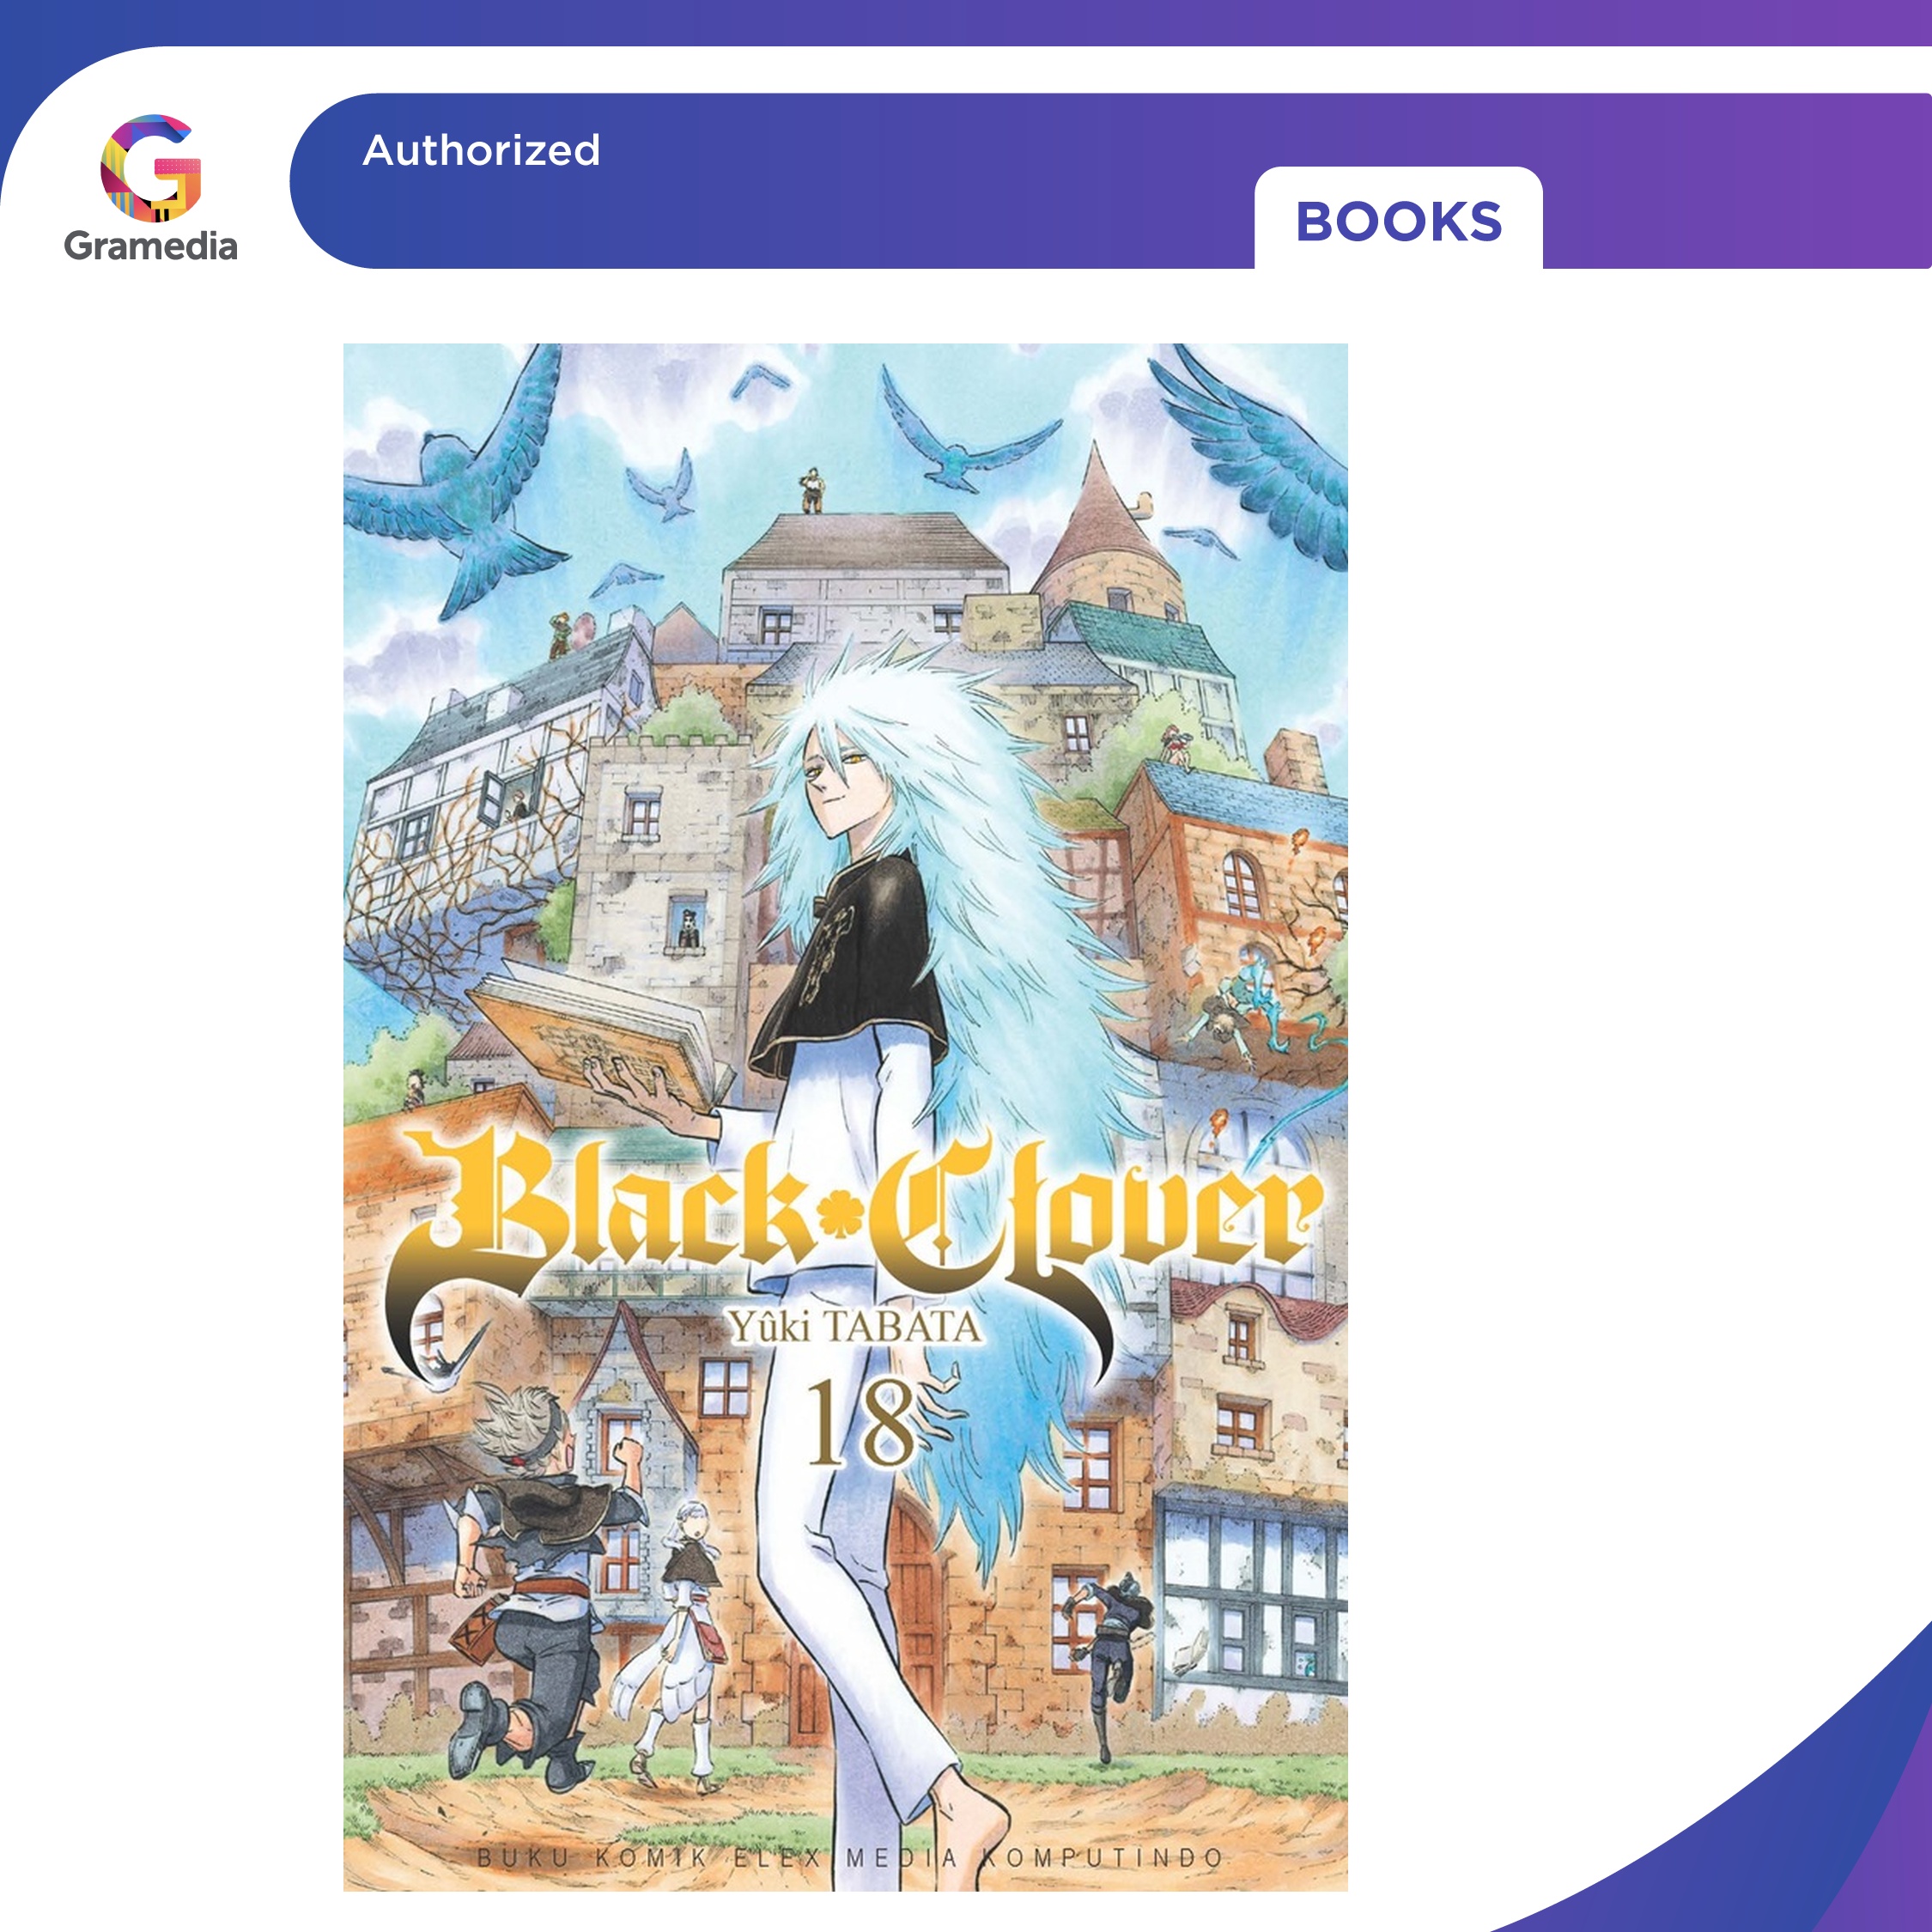 Authorized
Gramedia
BOOKS
Black Clover
Yûki TABATA
18
BUKU KOMIK ELEX MEDIA KOMPUTINDO